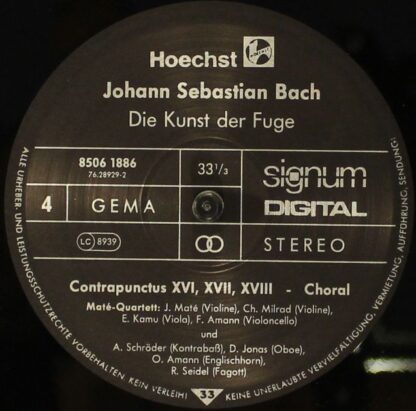 Hoechst
Johann Sebastian Bach
Die Kunst der Fuge
8506 1886
76.28929-2
33 1/3
signum
4
GEMA
DIGITAL
LC 8939
STEREO
Contrapunctus XVI, XVII, XVIII - Choral
Maté-Quartett: J. Maté (Violine), Ch. Milrad (Violine),
E. Kamu (Viola), F. Amann (Violoncello)
und
A. Schröder (Kontrabaß), D. Jonas (Oboe),
O. Amann (Englischhorn),
R. Seidel (Fagott)
ALLE URHEBER- UND LEISTUNGSSCHUTZRECHTE VORBEHALTEN KEIN VERLEIH! 33 KEINE UNERLAUBTE VERVIELFÄLTIGUNG, VERMIETUNG, AUFFÜHRUNG, SENDUNG!